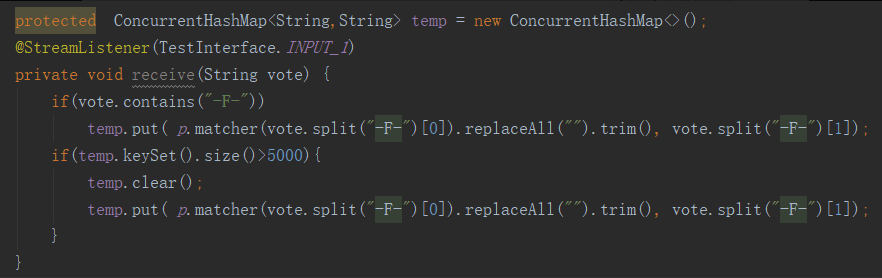 protected  ConcurrentHashMap<String,String> temp = new ConcurrentHashMap<>();
@StreamListener(TestInterface.INPUT_1)
private void receive(String vote) {
    if(vote.contains("-F-"))
        temp.put( p.matcher(vote.split("-F-")[0]).replaceAll("").trim(), vote.split("-F-")[1]);
    if(temp.keySet().size()>5000){
        temp.clear();
        temp.put( p.matcher(vote.split("-F-")[0]).replaceAll("").trim(), vote.split("-F-")[1]);
    }
}